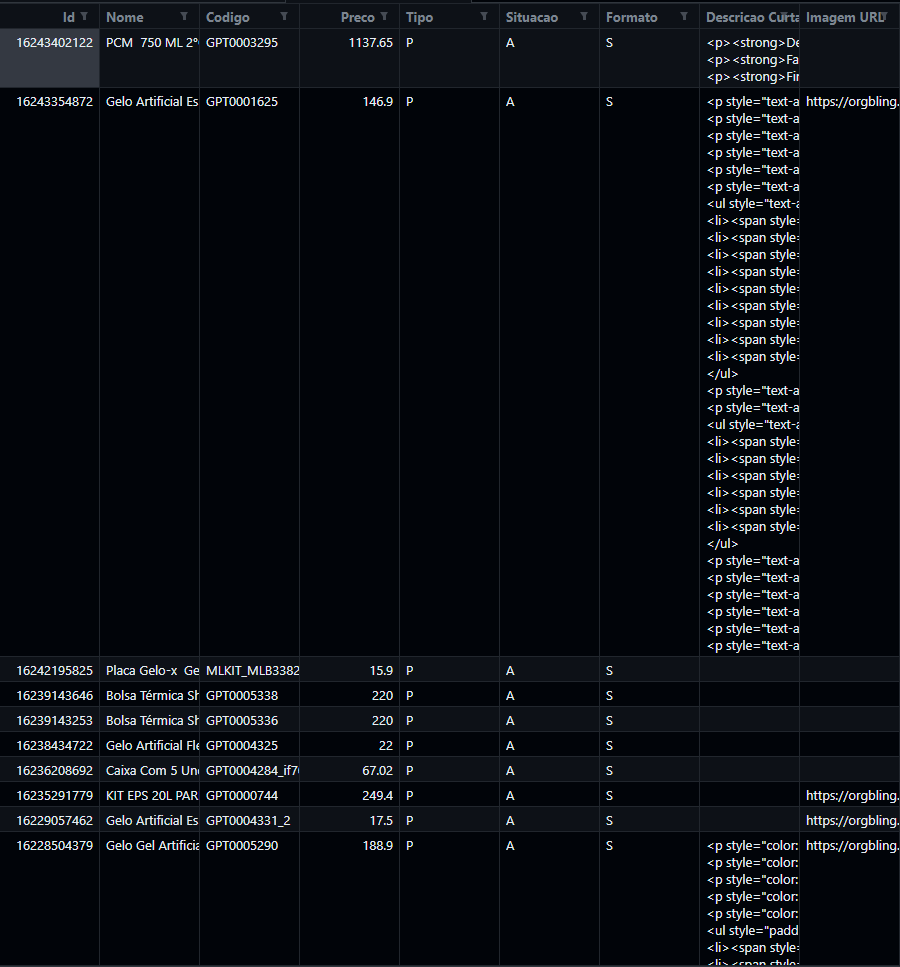 Id Nome Codigo Preco Tipo Situacao Formato Descricao Curta Imagem URL
16243402122 PCM 750 ML 2º GPT0003295 1137.65 P A S <p><strong>De
<p><strong>Fa
<p><strong>Fir
16243354872 Gelo Artificial Es GPT0001625 146.9 P A S <p style="text-a https://orgbling.
<p style="text-a
<p style="text-a
<p style="text-a
<p style="text-a
<p style="text-a
<ul style="text-a
<li><span style=
<li><span style=
<li><span style=
<li><span style=
<li><span style=
<li><span style=
<li><span style=
<li><span style=
<li><span style=
</ul>
<p style="text-a
<p style="text-a
<ul style="text-a
<li><span style=
<li><span style=
<li><span style=
<li><span style=
<li><span style=
<li><span style=
</ul>
<p style="text-a
<p style="text-a
<p style="text-a
<p style="text-a
<p style="text-a
<p style="text-a
16242195825 Placa Gelo-x Ge MLKIT_MLB3382 15.9 P A S
16239143646 Bolsa Térmica Sh GPT0005338 220 P A S
16239143253 Bolsa Térmica Sh GPT0005336 220 P A S
16238434722 Gelo Artificial Fle GPT0004325 22 P A S
16236208692 Caixa Com 5 Un GPT0004284_if7 67.02 P A S
16235291779 KIT EPS 20L PAR GPT0000744 249.4 P A S https://orgbling.
16229057462 Gelo Artificial Es GPT0004331_2 17.5 P A S https://orgbling.
16228504379 Gelo Gel Artificia GPT0005290 188.9 P A S <p style="color: https://orgbling.
<p style="color:
<p style="color:
<p style="color:
<p style="color:
<ul style="padd
<li><span style=
<li><span style=